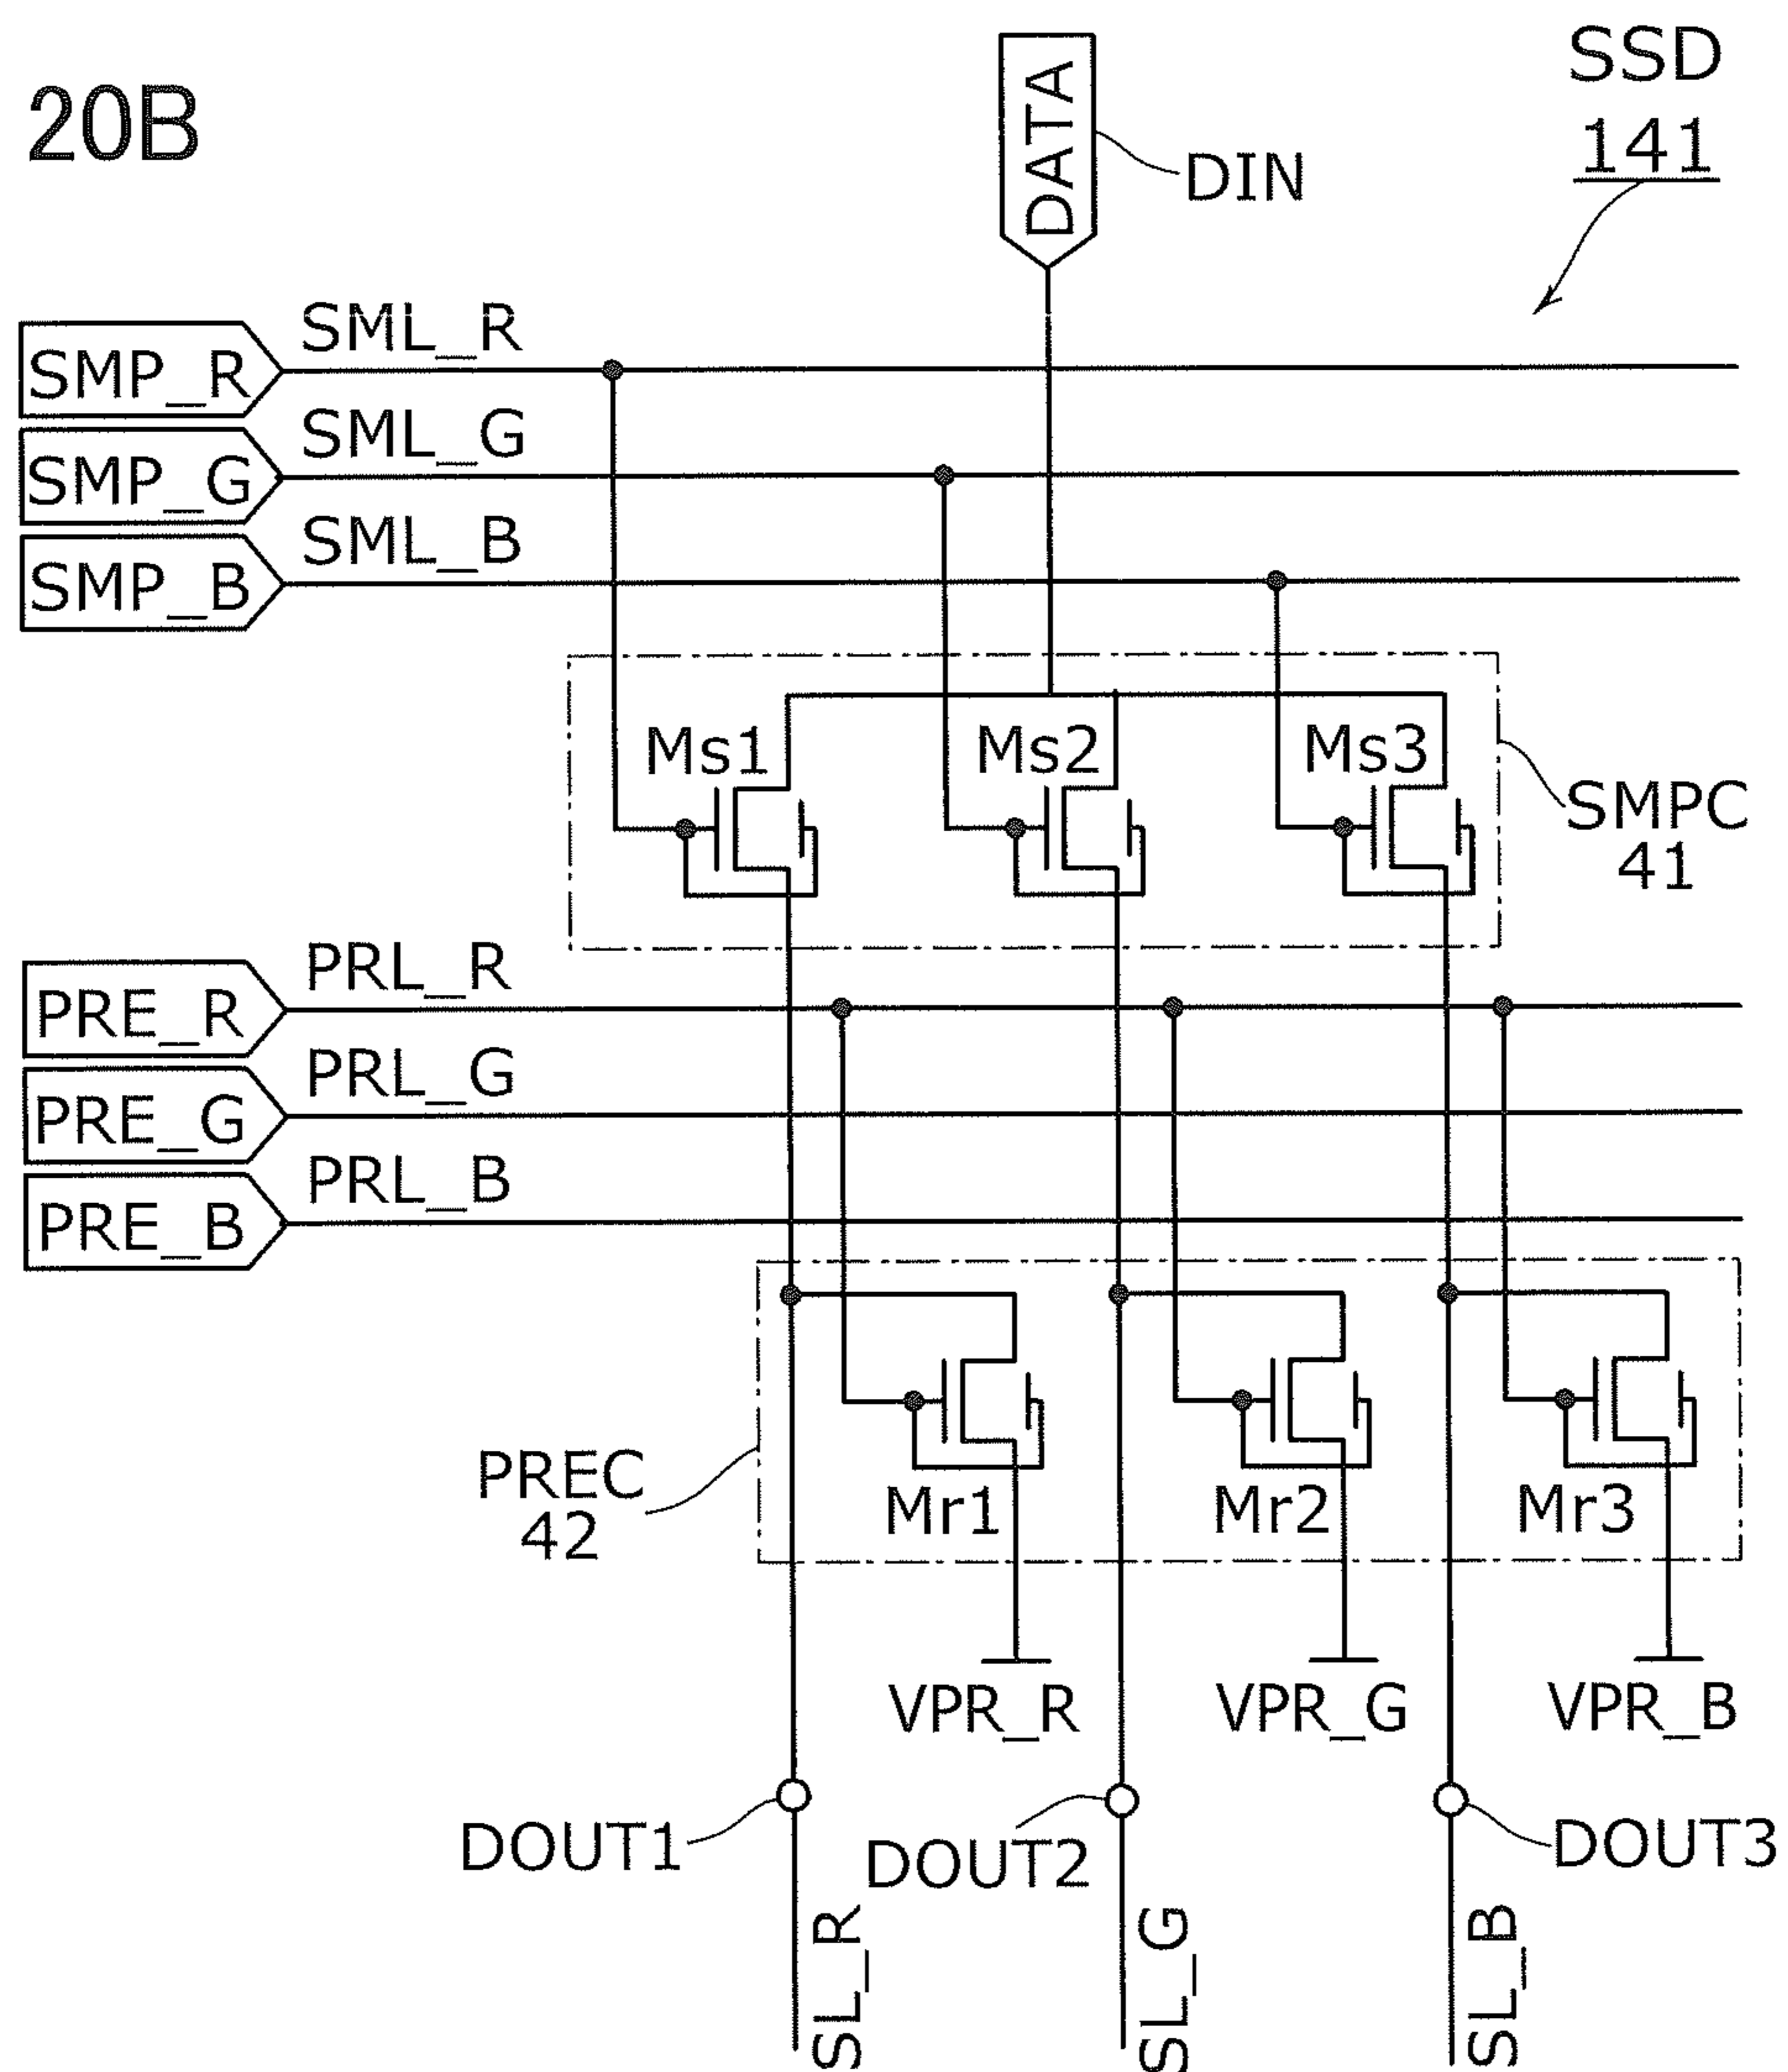 20B
SSD
141
DATA
DIN
SMP_R
SML_R
SMP_G
SML_G
SMP_B
SML_B
Ms1
Ms2
Ms3
SMPC
41
PRE_R
PRL_R
PRE_G
PRL_G
PRE_B
PRL_B
PREC
42
Mr1
Mr2
Mr3
VPR_R
VPR_G
VPR_B
DOUT1
DOUT2
DOUT3
SL_R
SL_G
SL_B